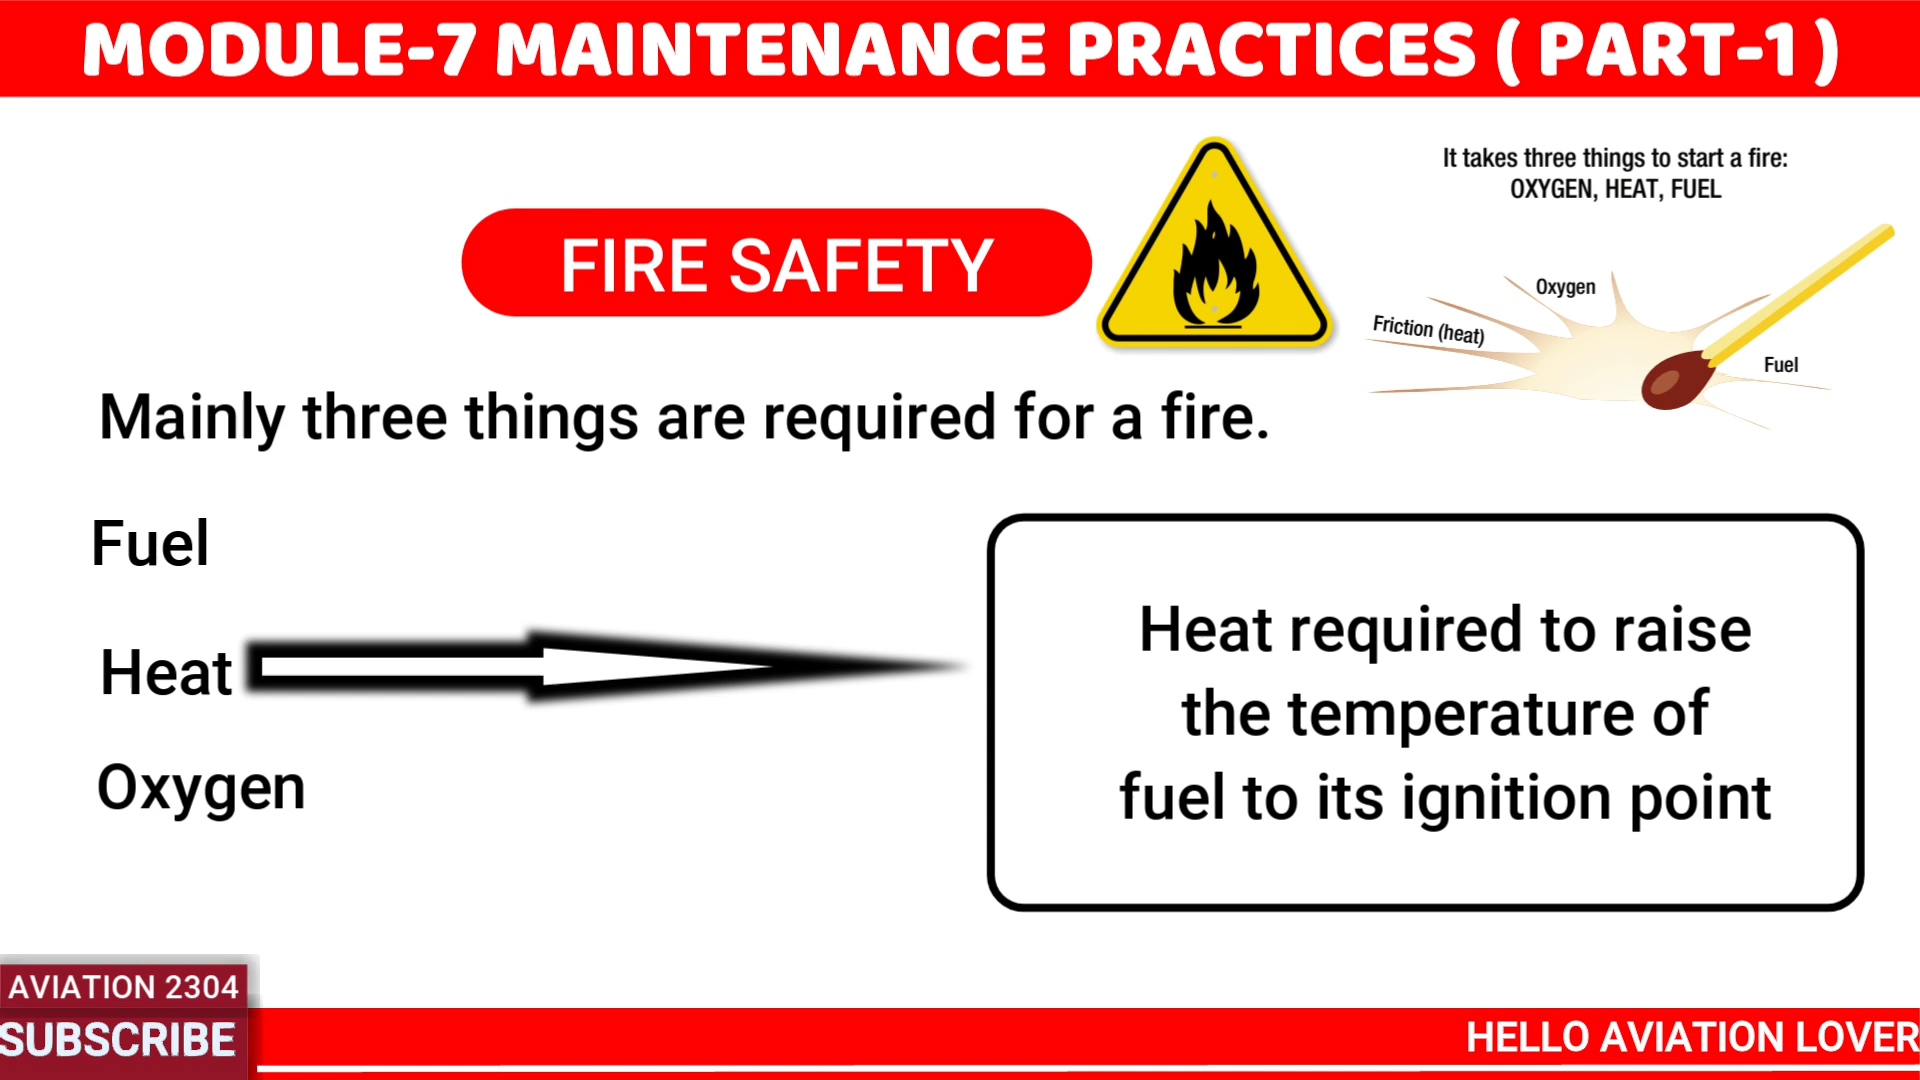 MODULE-7 MAINTENANCE PRACTICES ( PART-1 )
It takes three things to start a fire:
OXYGEN, HEAT, FUEL
FIRE SAFETY
Oxygen
Friction (heat)
Fuel
Mainly three things are required for a fire.
Fuel
Heat
Oxygen
Heat required to raise
the temperature of
fuel to its ignition point
AVIATION 2304
SUBSCRIBE
HELLO AVIATION LOVER